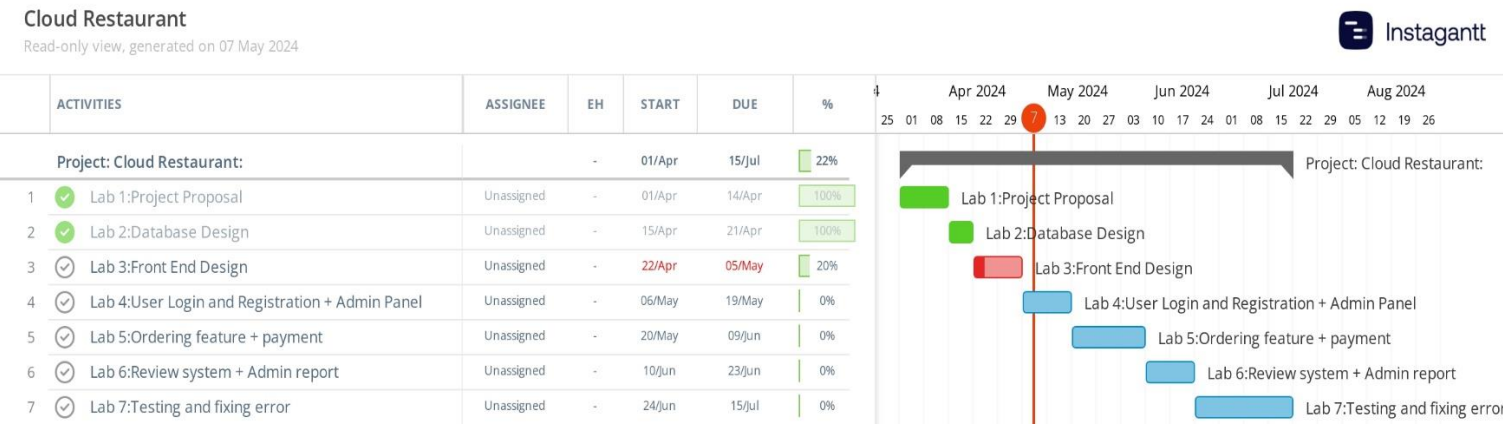 Cloud Restaurant
Read-only view, generated on 07 May 2024
Instagantt
ACTIVITIES ASSIGNEE EH START DUE %
4 Apr 2024 May 2024 Jun 2024 Jul 2024 Aug 2024
25 01 08 15 22 29 7 13 20 27 03 10 17 24 01 08 15 22 29 05 12 19 26
Project: Cloud Restaurant: - 01/Apr 15/Jul 22% Project: Cloud Restaurant:
1 Lab 1:Project Proposal Unassigned - 01/Apr 14/Apr 100% Lab 1:Project Proposal
2 Lab 2:Database Design Unassigned - 15/Apr 21/Apr 100% Lab 2:Database Design
3 Lab 3:Front End Design Unassigned - 22/Apr 05/May 20% Lab 3:Front End Design
4 Lab 4:User Login and Registration + Admin Panel Unassigned - 06/May 19/May 0% Lab 4:User Login and Registration + Admin Panel
5 Lab 5:Ordering feature + payment Unassigned - 20/May 09/Jun 0% Lab 5:Ordering feature + payment
6 Lab 6:Review system + Admin report Unassigned - 10/Jun 23/Jun 0% Lab 6:Review system + Admin report
7 Lab 7:Testing and fixing error Unassigned - 24/Jun 15/Jul 0% Lab 7:Testing and fixing error